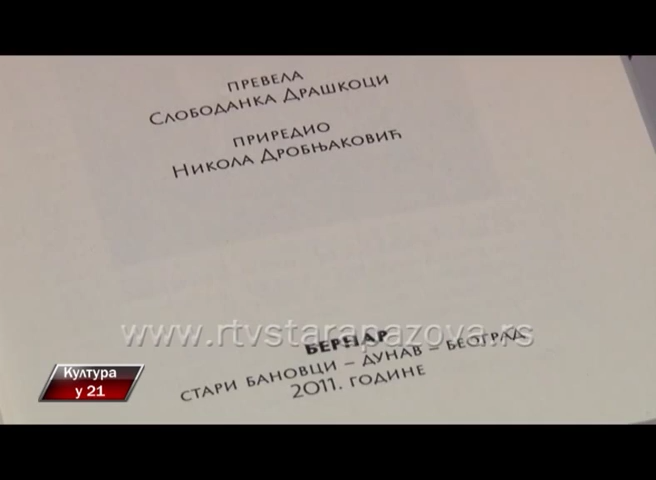 ПРЕВЕЛА
СЛОБОДАНКА ДРАШКОЦИ
ПРИРЕДИО
НИКОЛА ДРОБЊАКОВИЋ
www.rtvstarapazova.rs
БЕРНАР
СТАРИ БАНОВЦИ – ДУНАВ – БЕОГРАД
2011. ГОДИНЕ
Култура
у 21